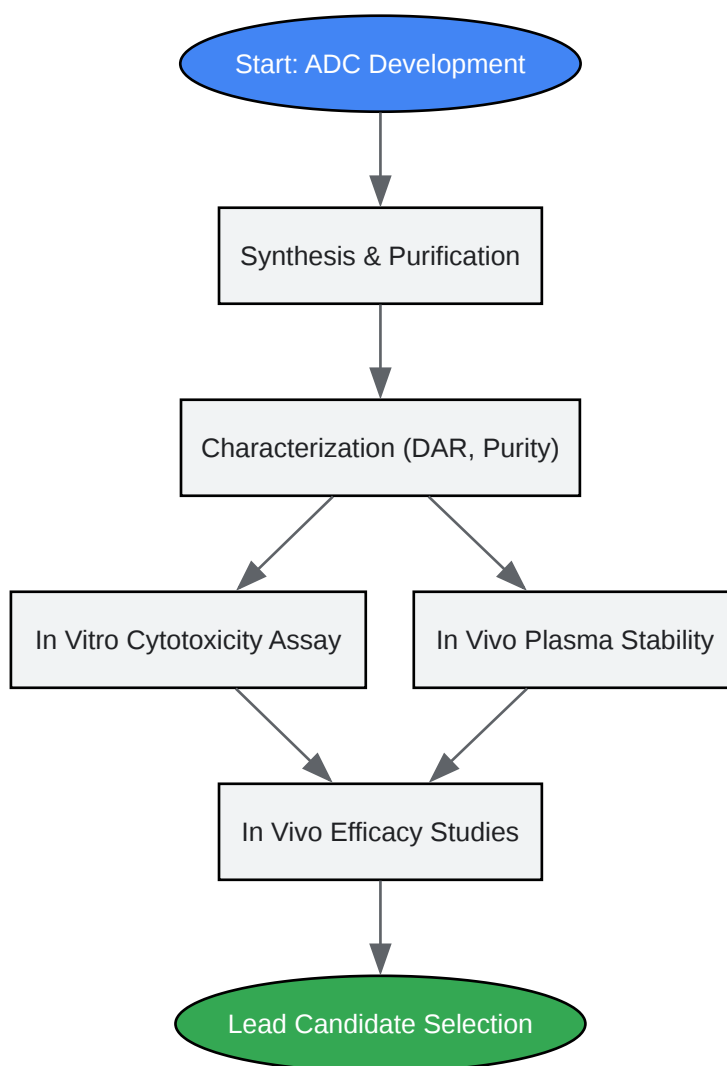 Start: ADC Development
Synthesis & Purification
Characterization (DAR, Purity)
In Vitro Cytotoxicity Assay
In Vivo Plasma Stability
In Vivo Efficacy Studies
Lead Candidate Selection